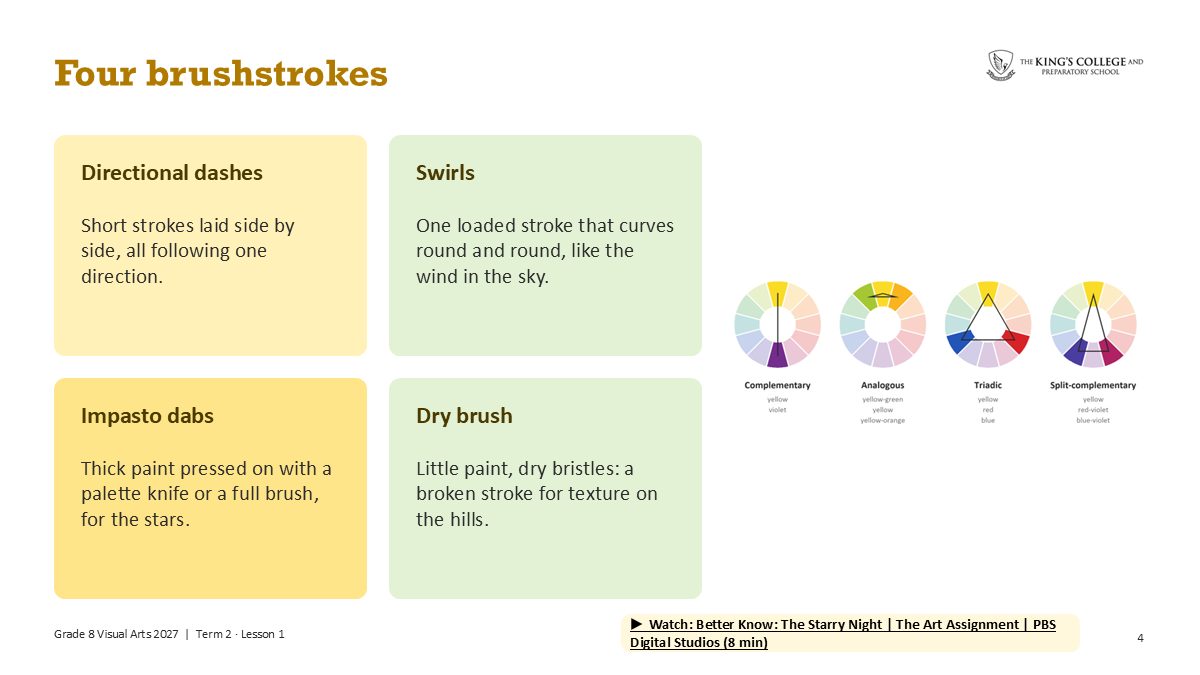 Four brushstrokes
THE KING'S COLLEGE AND
PREPARATORY SCHOOL
Directional dashes
Short strokes laid side by
side, all following one
direction.
Swirls
One loaded stroke that curves
round and round, like the
wind in the sky.
Impasto dabs
Thick paint pressed on with a
palette knife or a full brush,
for the stars.
Dry brush
Little paint, dry bristles: a
broken stroke for texture on
the hills.
Complementary
yellow
violet
Analogous
yellow-green
yellow
yellow-orange
Triadic
yellow
red
blue
Split-complementary
yellow
red-violet
blue-violet
Grade 8 Visual Arts 2027 | Term 2 · Lesson 1
▶ Watch: Better Know: The Starry Night | The Art Assignment | PBS
Digital Studios (8 min)
4